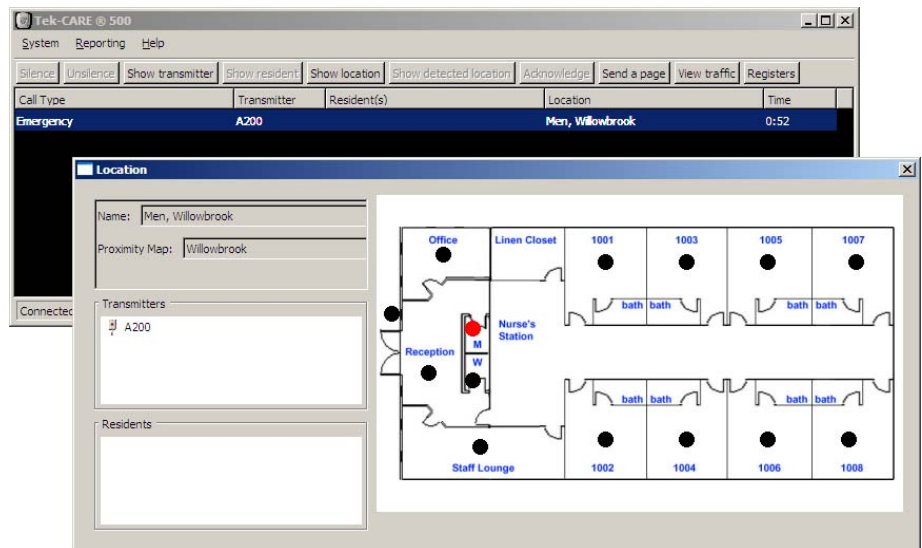 Tek-CARE ® 500
System Reporting Help
Silence Unsilence Show transmitter Show resident Show location Show detected location Acknowledge Send a page View traffic Registers
Call Type Transmitter Resident(s) Location Time
Emergency A200 Men, Willowbrook 0:52
Connected
Location
Name: Men, Willowbrook
Proximity Map: Willowbrook
Transmitters
A200
Residents
Office Linen Closet 1001 1003 1005 1007
bath bath bath bath
Nurse's
Station
M
Reception
W
bath bath bath bath
Staff Lounge 1002 1004 1006 1008